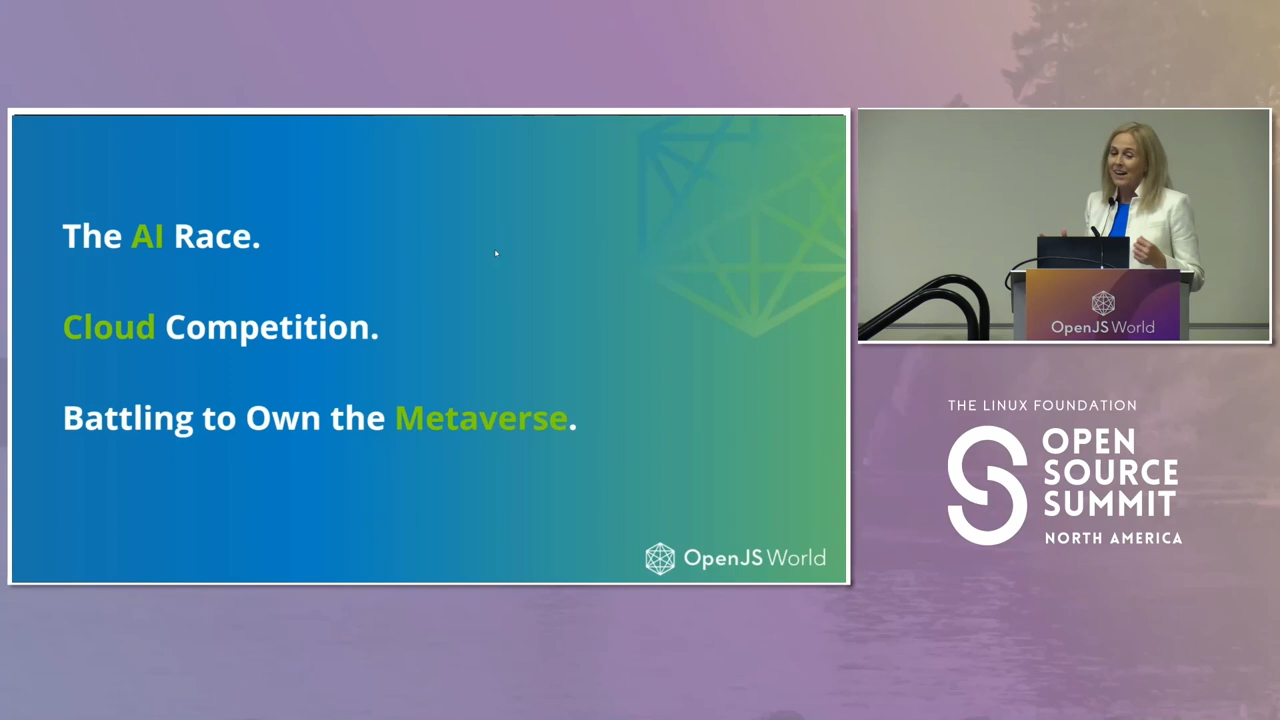 The AI Race.
Cloud Competition.
Battling to Own the Metaverse.
OpenJS World
OpenJS World
THE LINUX FOUNDATION
OPEN
SOURCE
SUMMIT
NORTH AMERICA